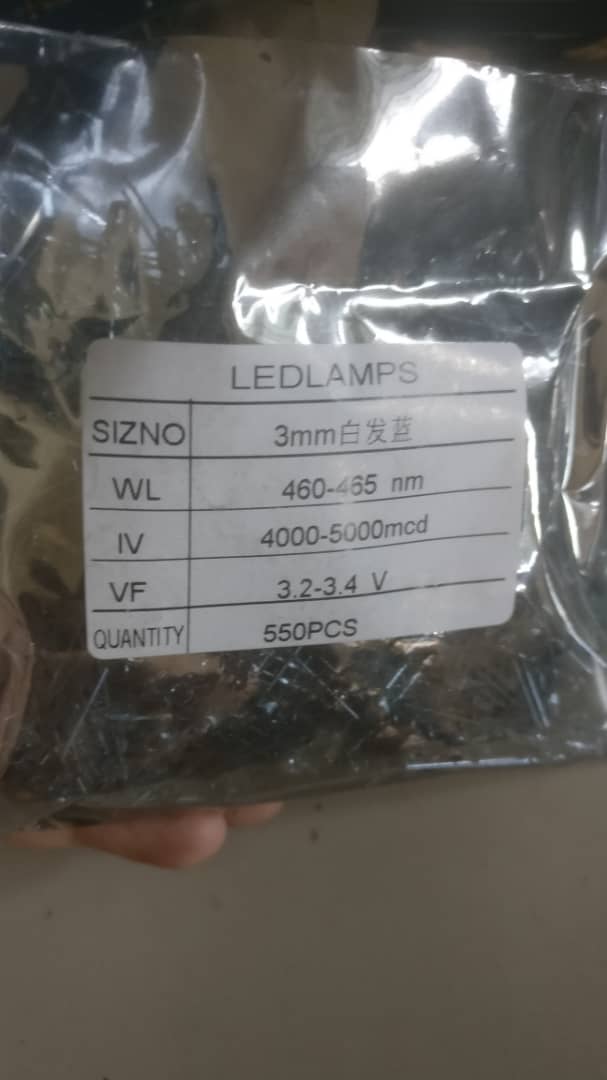 LEDLAMPS
SIZNO 3mm白发蓝
WL 460-465 nm
IV 4000-5000mcd
VF 3.2-3.4 V
QUANTITY 550PCS